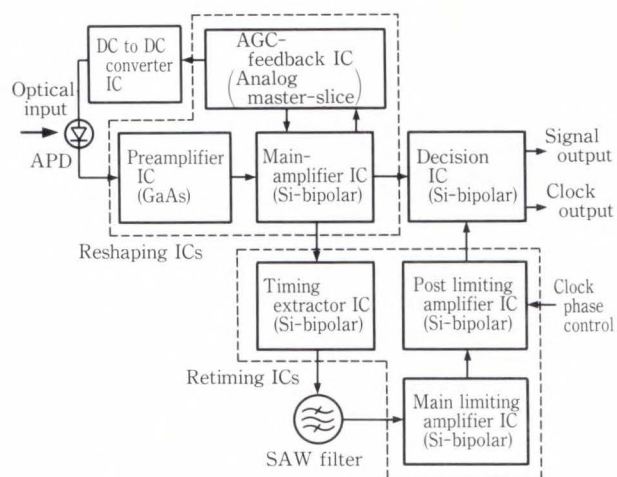 DC to DC
converter
IC
AGC-
feedback IC
(Analog
master-slice)
Optical
input
APD
Preamplifier
IC
(GaAs)
Main-
amplifier IC
(Si-bipolar)
Decision
IC
(Si-bipolar)
Signal
output
Clock
output
Reshaping ICs
Timing
extractor IC
(Si-bipolar)
Post limiting
amplifier IC
(Si-bipolar)
Clock
phase
control
Retiming ICs
SAW filter
Main limiting
amplifier IC
(Si-bipolar)